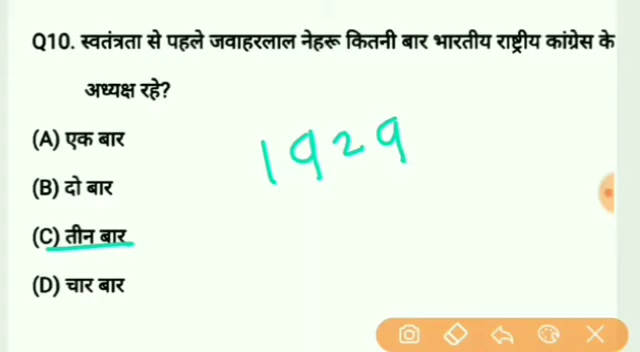 Q10. स्वतंत्रता से पहले जवाहरलाल नेहरू कितनी बार भारतीय राष्ट्रीय कांग्रेस के
अध्यक्ष रहे?
(A) एक बार
1929
(B) दो बार
(C) तीन बार
(D) चार बार